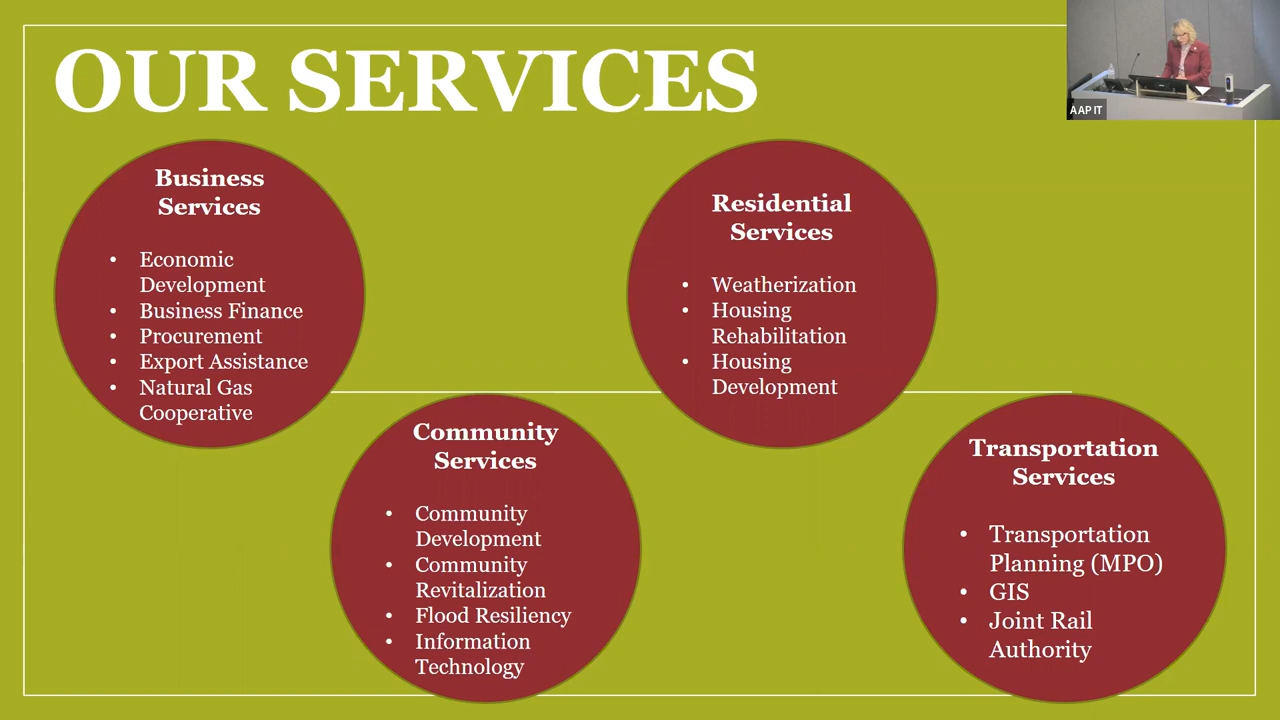 OUR SERVICES
AAP IT
Business
Services
• Economic
Development
• Business Finance
• Procurement
• Export Assistance
• Natural Gas
Cooperative
Community
Services
• Community
Development
• Community
Revitalization
• Flood Resiliency
• Information
Technology
Residential
Services
• Weatherization
• Housing
Rehabilitation
• Housing
Development
Transportation
Services
• Transportation
Planning (MPO)
• GIS
• Joint Rail
Authority